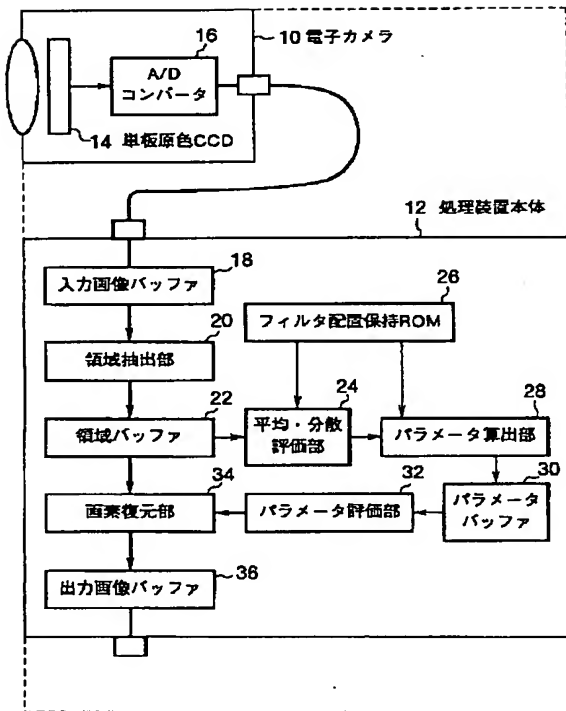 16
10 電子カメラ
A/D
コンバータ
14 単板原色CCD
12 処理装置本体
18
入力画像バッファ
26
フィルタ配置保持ROM
20
領域抽出部
22
領域バッファ
24
平均・分散
評価部
28
パラメータ算出部
34
画素復元部
32
パラメータ評価部
30
パラメータ
バッファ
36
出力画像バッファ